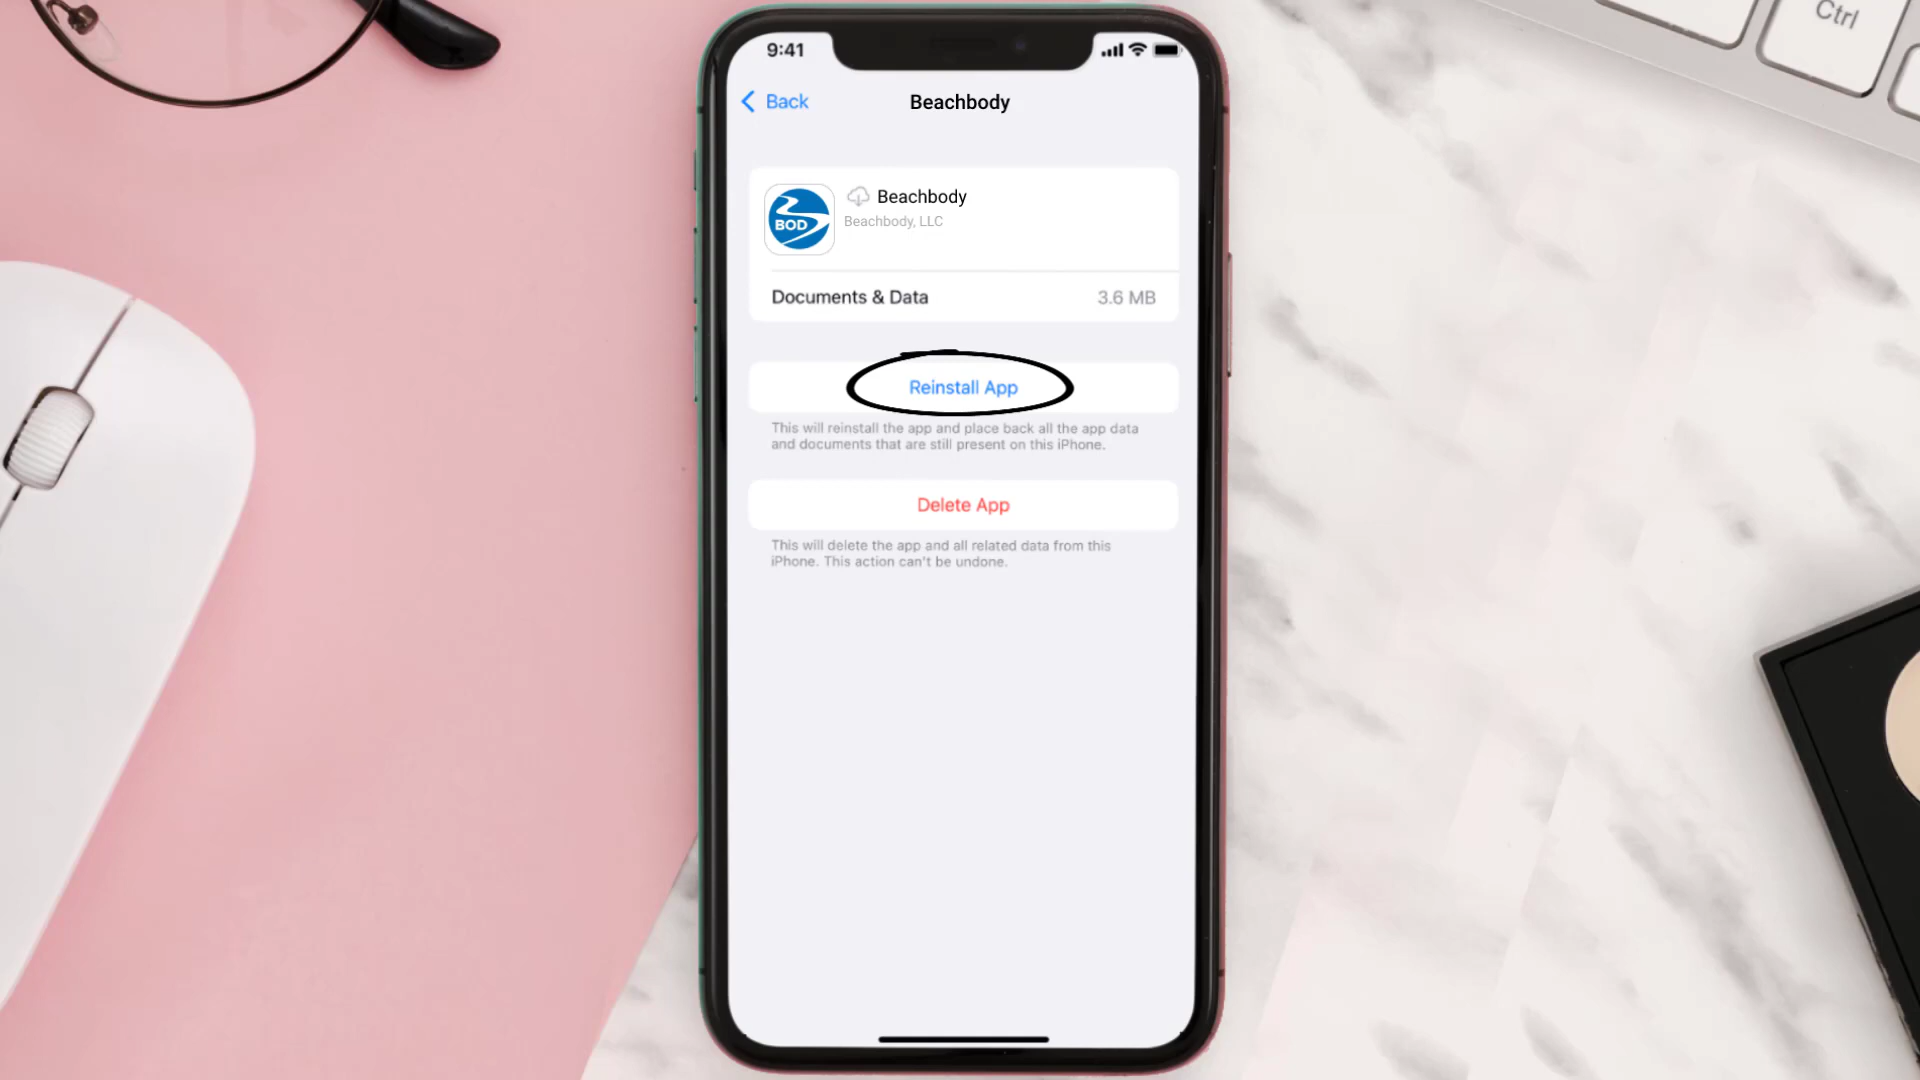 9:41
Ctrl
Back
Beachbody
Beachbody
BOD
Beachbody, LLC
Documents & Data
3.6 MB
Reinstall App
This will reinstall the app and place back all the app data
and documents that are still present on this iPhone.
Delete App
This will delete the app and all related data from this
iPhone. This action can't be undone.